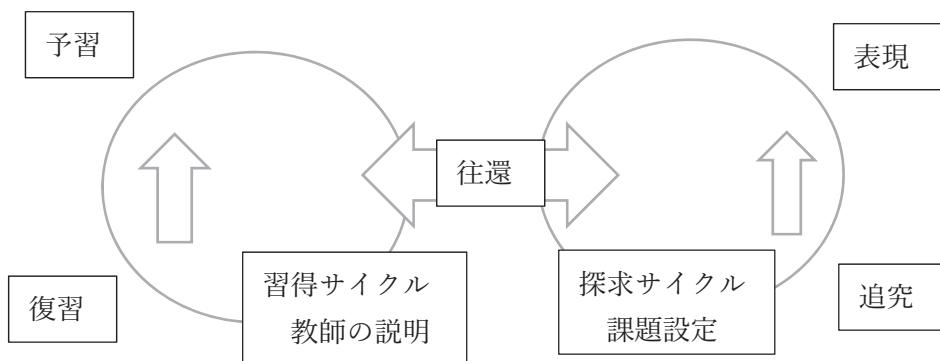 予習
表現
往還
復習
習得サイクル
教師の説明
探求サイクル
課題設定
追究